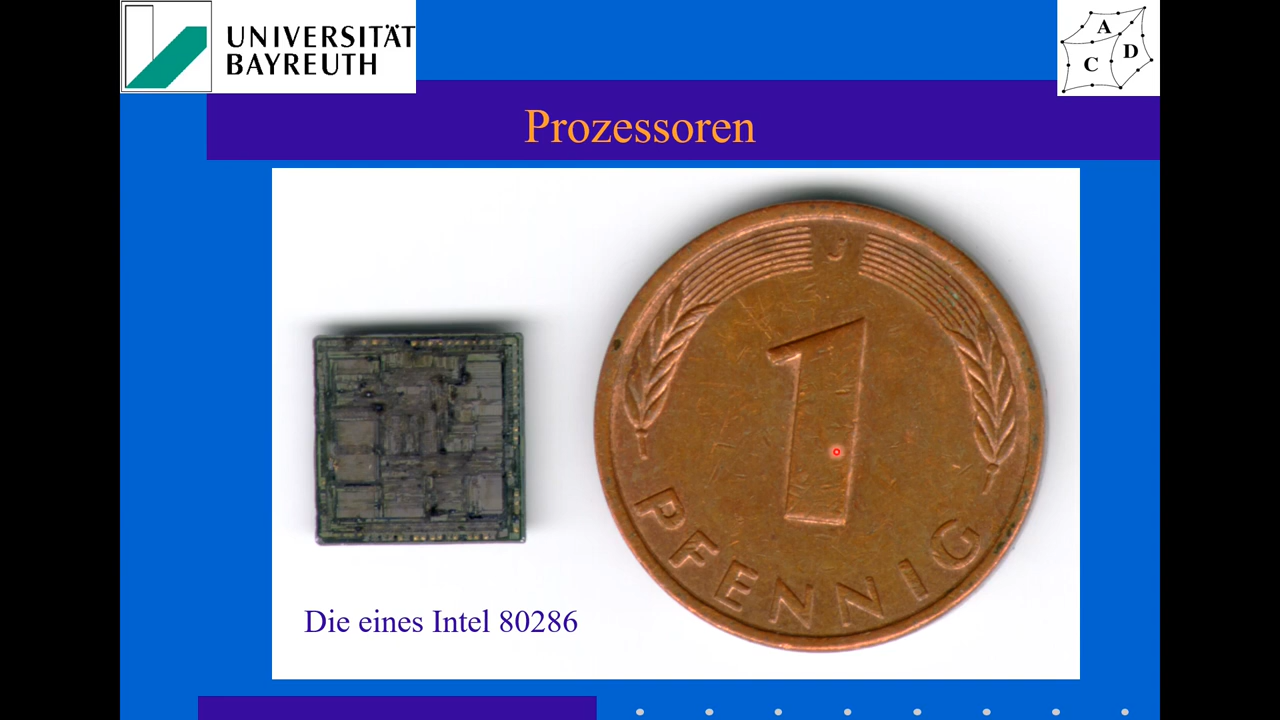 UNIVERSITÄT
BAYREUTH
A
D
C
Prozessoren
J
1
PFENNIG
Die eines Intel 80286